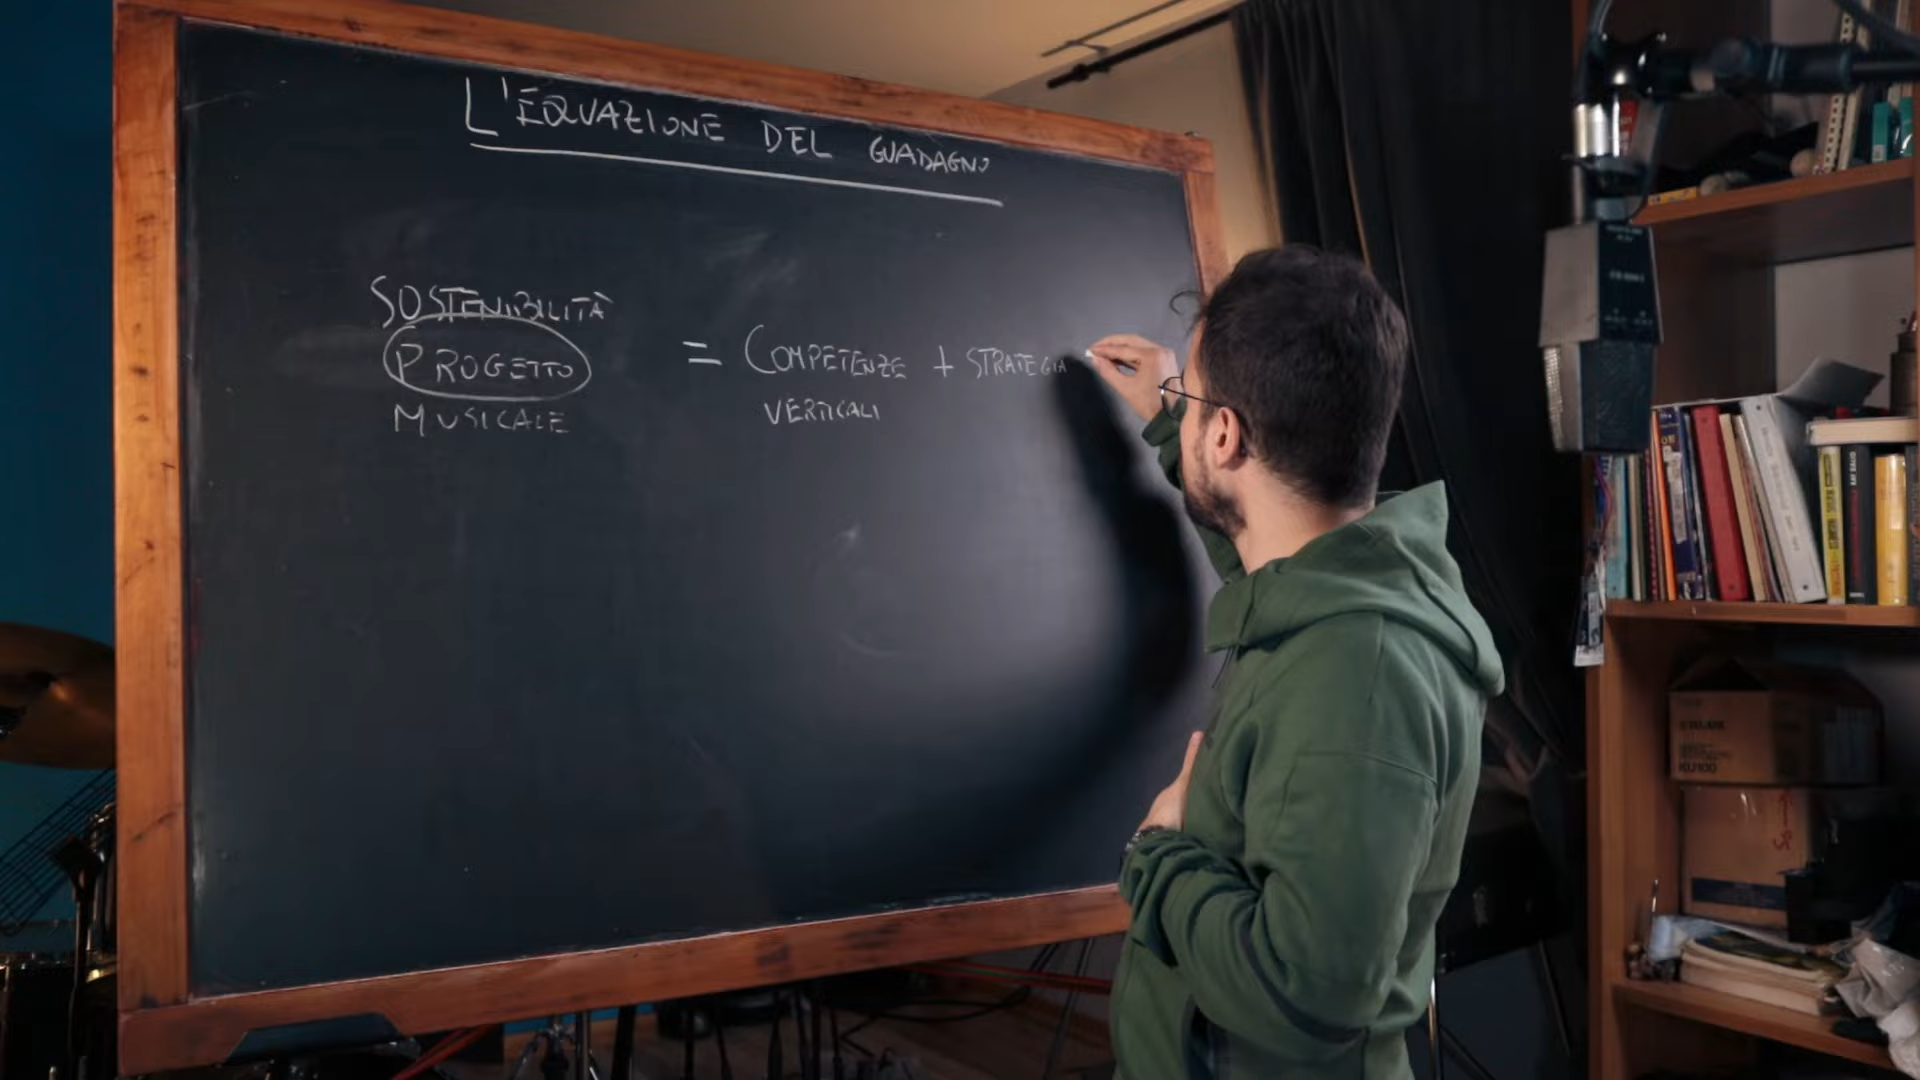 L'EQUAZIONE DEL GUADAGNO
SOSTENIBILITÀ
PROGETTO
MUSICALE
= COMPETENZE + STRATEGIA
VERTICALI